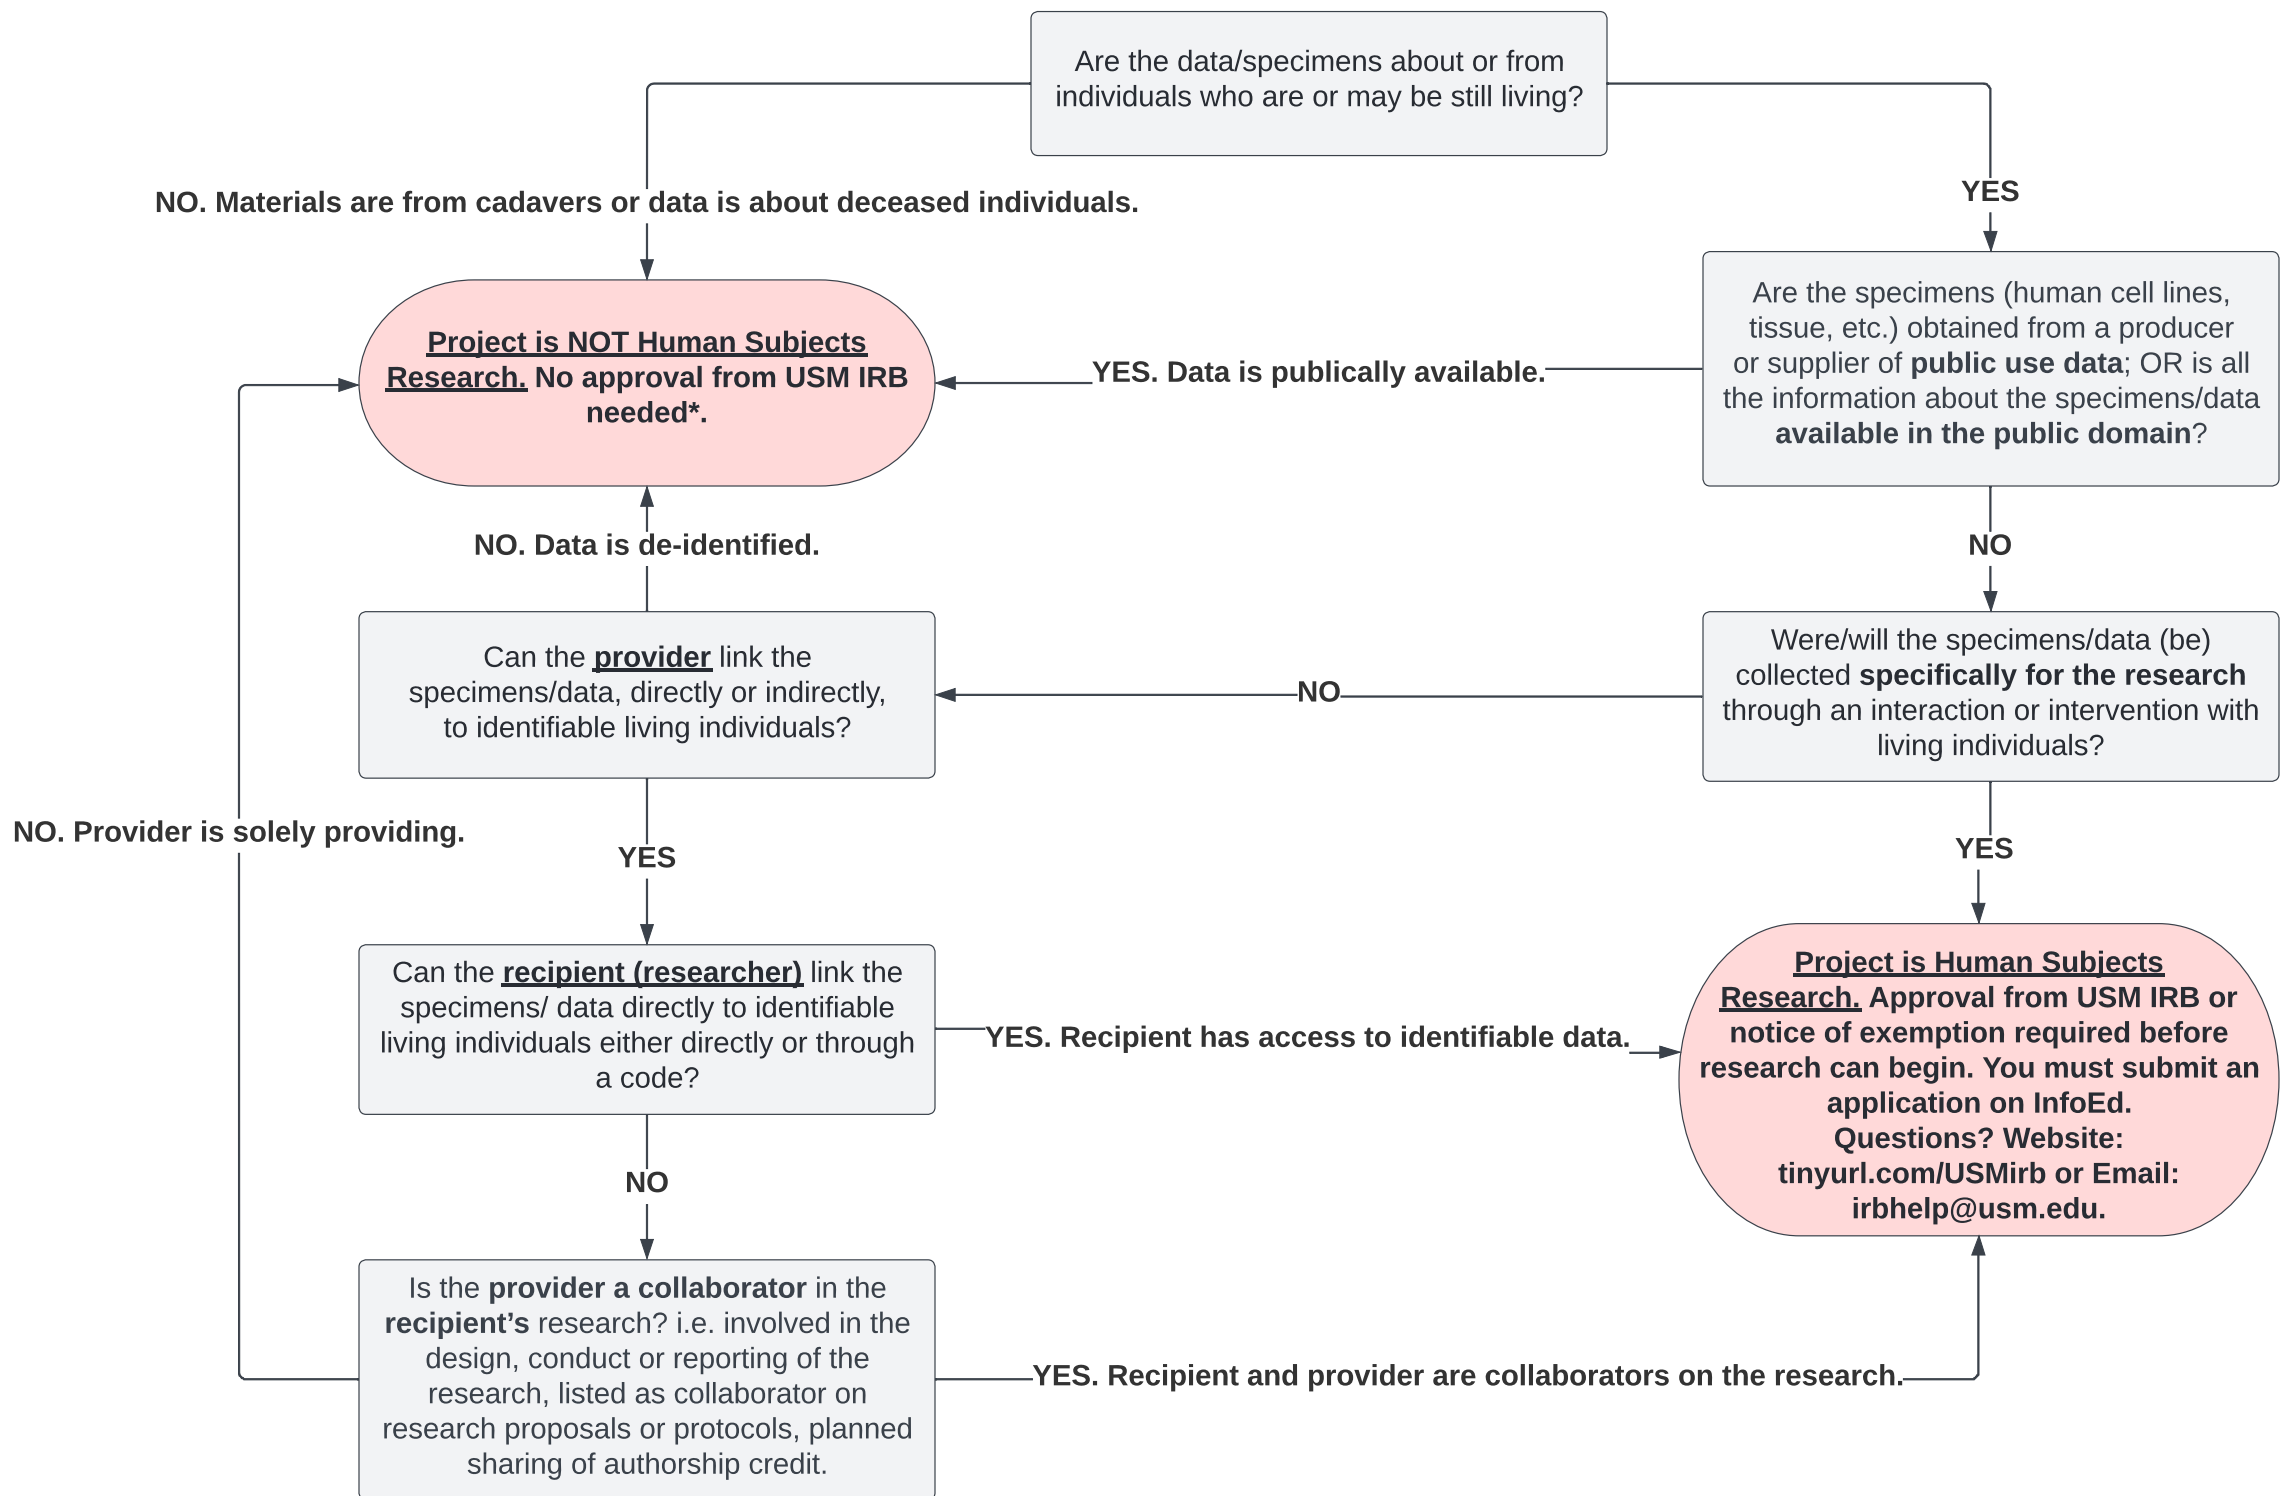 Are the data/specimens about or from
individuals who are or may be still living?
NO. Materials are from cadavers or data is about deceased individuals.
YES
Project is NOT Human Subjects
Research. No approval from USM IRB
needed*.
YES. Data is publically available.
Are the specimens (human cell lines,
tissue, etc.) obtained from a producer
or supplier of public use data; OR is all
the information about the specimens/data
available in the public domain?
NO. Data is de-identified.
NO
Can the provider link the
specimens/data, directly or indirectly,
to identifiable living individuals?
NO
Were/will the specimens/data (be)
collected specifically for the research
through an interaction or intervention with
living individuals?
NO. Provider is solely providing.
YES
YES
Can the recipient (researcher) link the
specimens/ data directly to identifiable
living individuals either directly or through
a code?
YES. Recipient has access to identifiable data.
Project is Human Subjects
Research. Approval from USM IRB or
notice of exemption required before
research can begin. You must submit an
application on InfoEd.
Questions? Website:
tinyurl.com/USMirb or Email:
irbhelp@usm.edu.
NO
Is the provider a collaborator in the
recipient’s research? i.e. involved in the
design, conduct or reporting of the
research, listed as collaborator on
research proposals or protocols, planned
sharing of authorship credit.
YES. Recipient and provider are collaborators on the research.